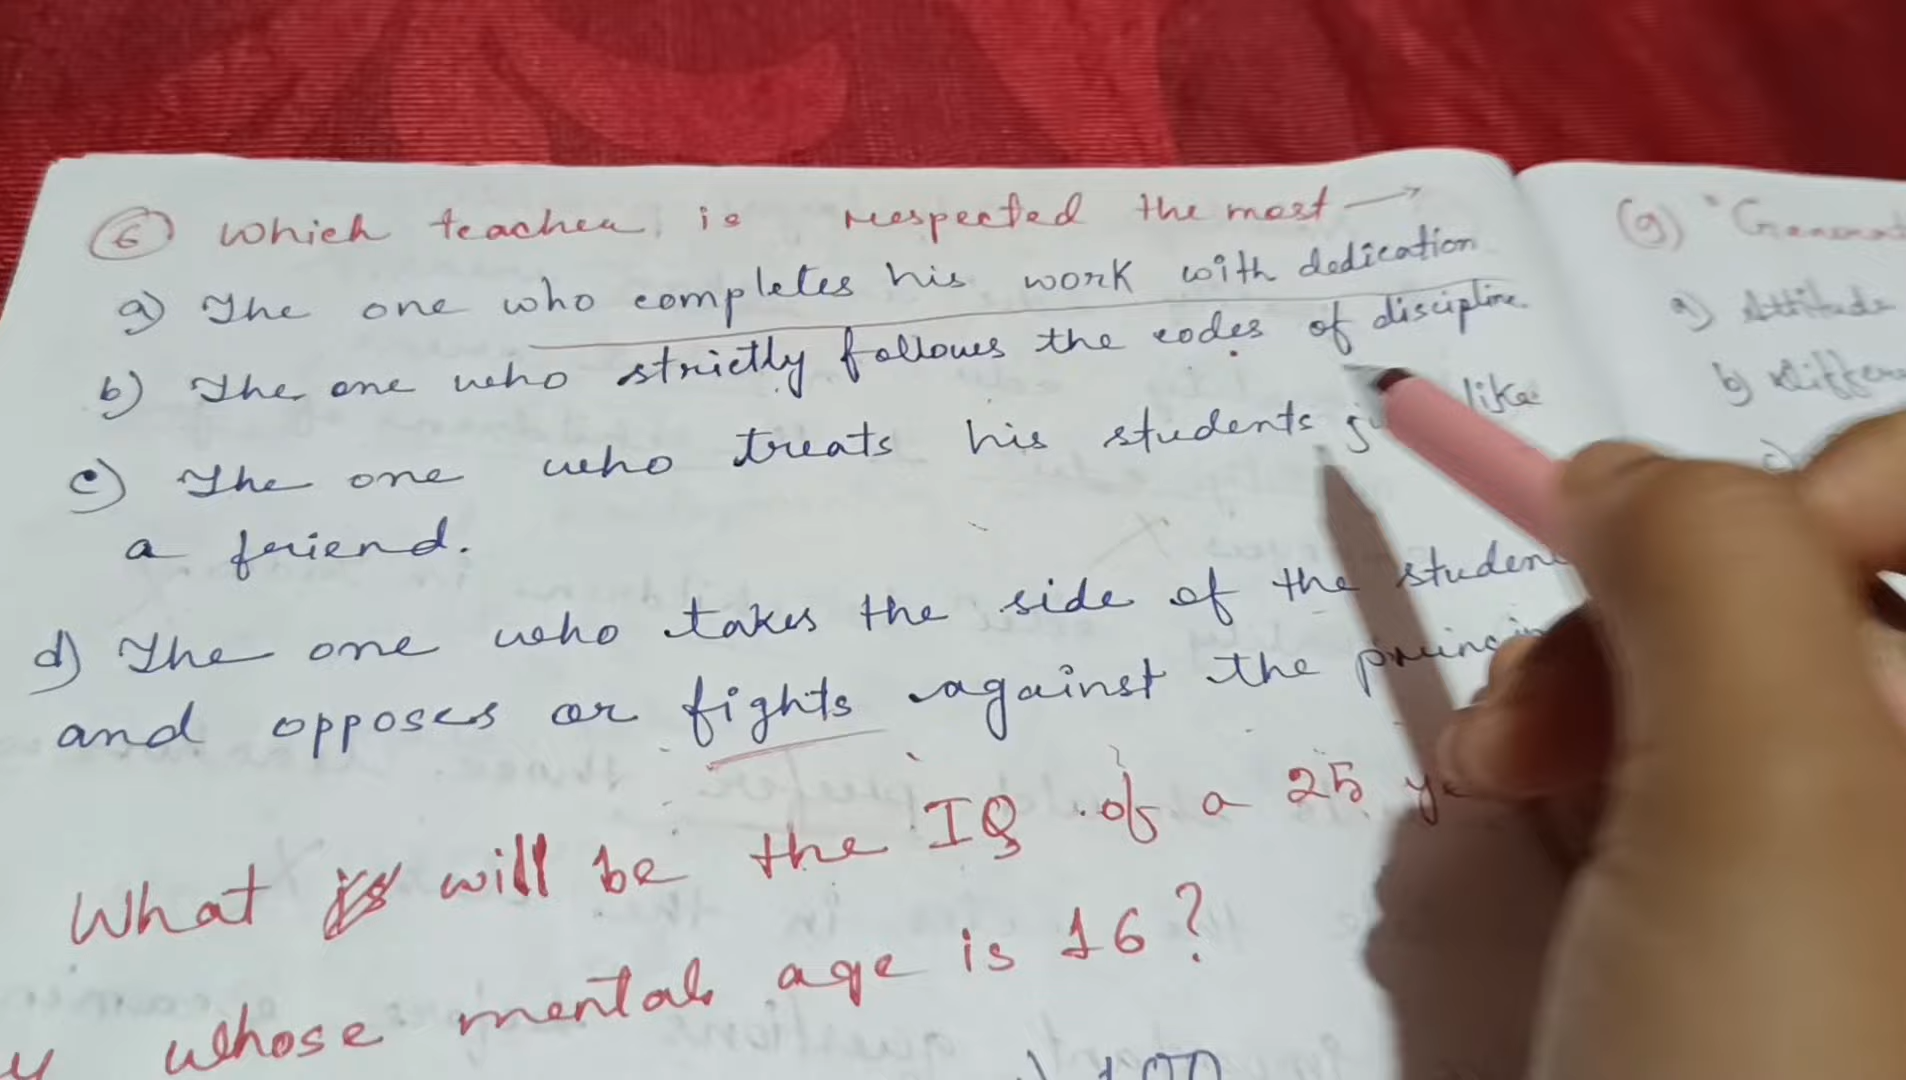 6 Which teacher is respected the most →
a) The one who completes his work with dedication
b) The one who strictly follows the codes of discipline.
c) The one who treats his students like
a friend.
d) The one who takes the side of the
and opposes or fights against the
What will be the IQ of a 25
whose mental age is 16?
(9)
a) Attitude
b)
c)